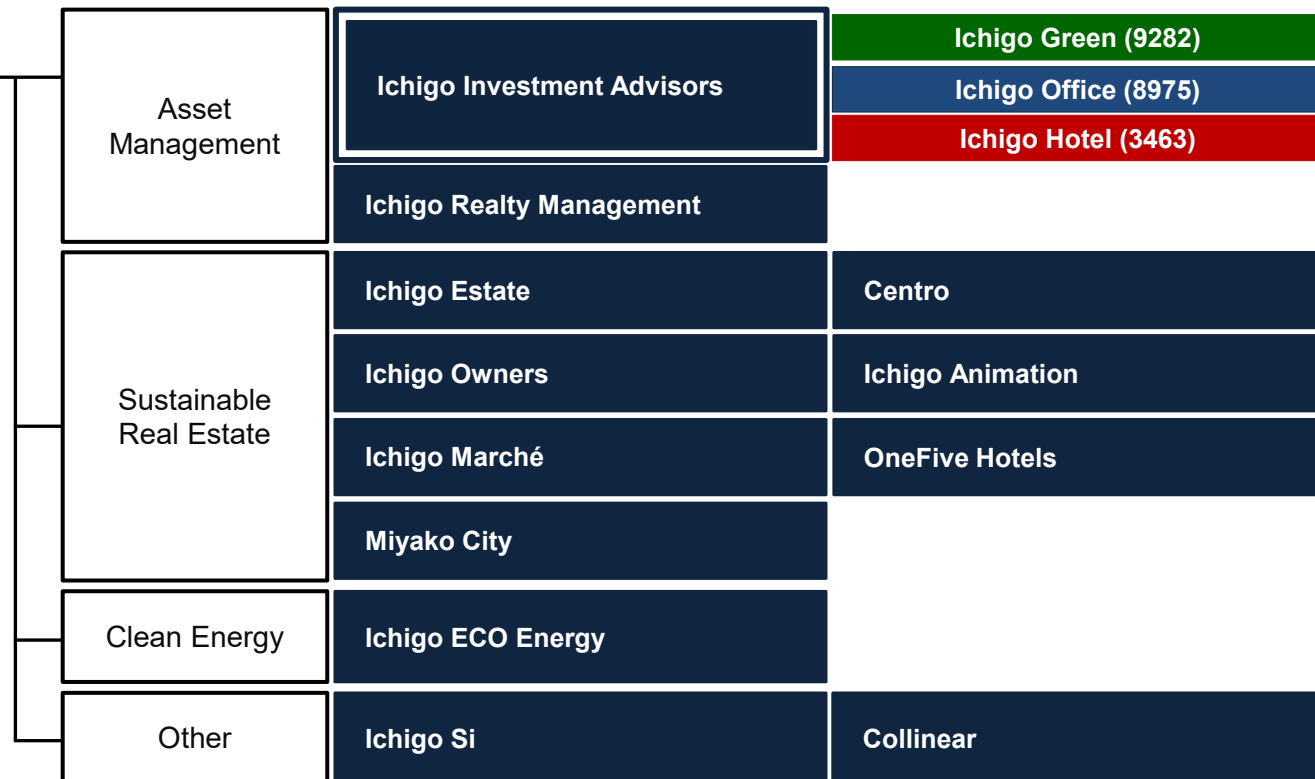 Asset
Management
Ichigo Investment Advisors
Ichigo Green (9282)
Ichigo Office (8975)
Ichigo Hotel (3463)
Ichigo Realty Management
Sustainable
Real Estate
Ichigo Estate
Centro
Ichigo Owners
Ichigo Animation
Ichigo Marché
OneFive Hotels
Miyako City
Clean Energy
Ichigo ECO Energy
Other
Ichigo Si
Collinear